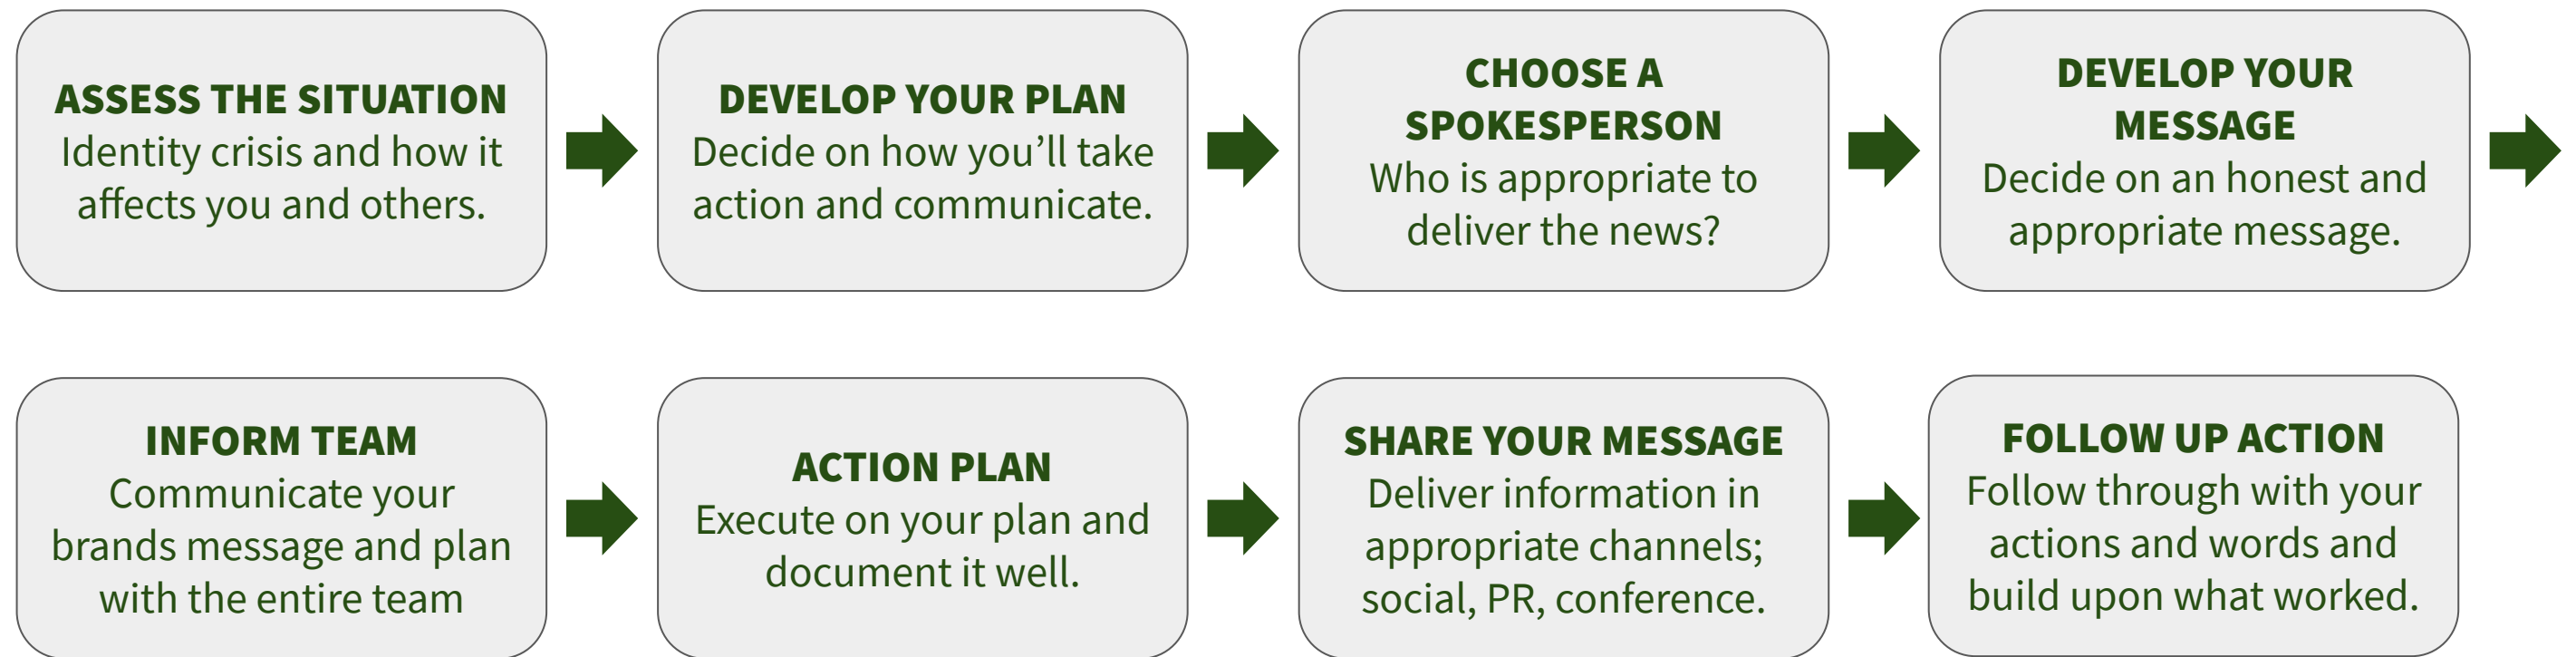 ASSESS THE SITUATION
Identity crisis and how it
affects you and others.
DEVELOP YOUR PLAN
Decide on how you’ll take
action and communicate.
CHOOSE A
SPOKESPERSON
Who is appropriate to
deliver the news?
DEVELOP YOUR
MESSAGE
Decide on an honest and
appropriate message.
INFORM TEAM
Communicate your
brands message and plan
with the entire team
ACTION PLAN
Execute on your plan and
document it well.
SHARE YOUR MESSAGE
Deliver information in
appropriate channels;
social, PR, conference.
FOLLOW UP ACTION
Follow through with your
actions and words and
build upon what worked.